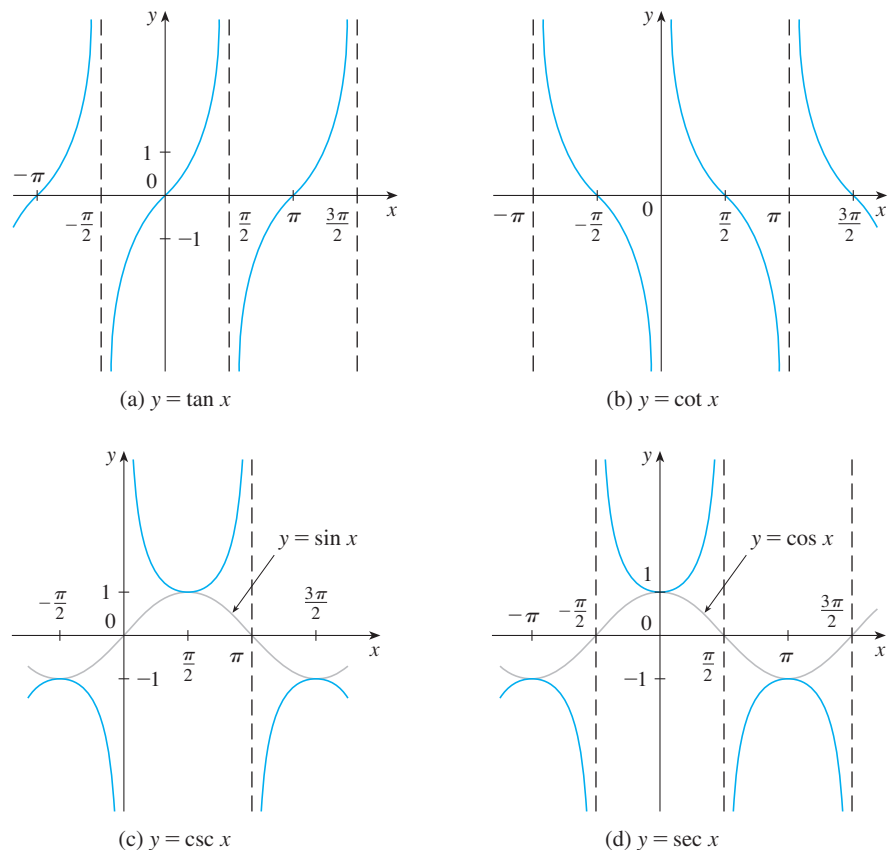 y
1
−π
0
−π/2
π/2
π
3π/2
x
−1
(a) y = tan x
y
−π
−π/2
0
π/2
π
3π/2
x
(b) y = cot x
y
y = sin x
−π/2
1
0
3π/2
π/2
π
x
−1
(c) y = csc x
y
y = cos x
1
−π
−π/2
3π/2
π/2
π
x
−1
(d) y = sec x